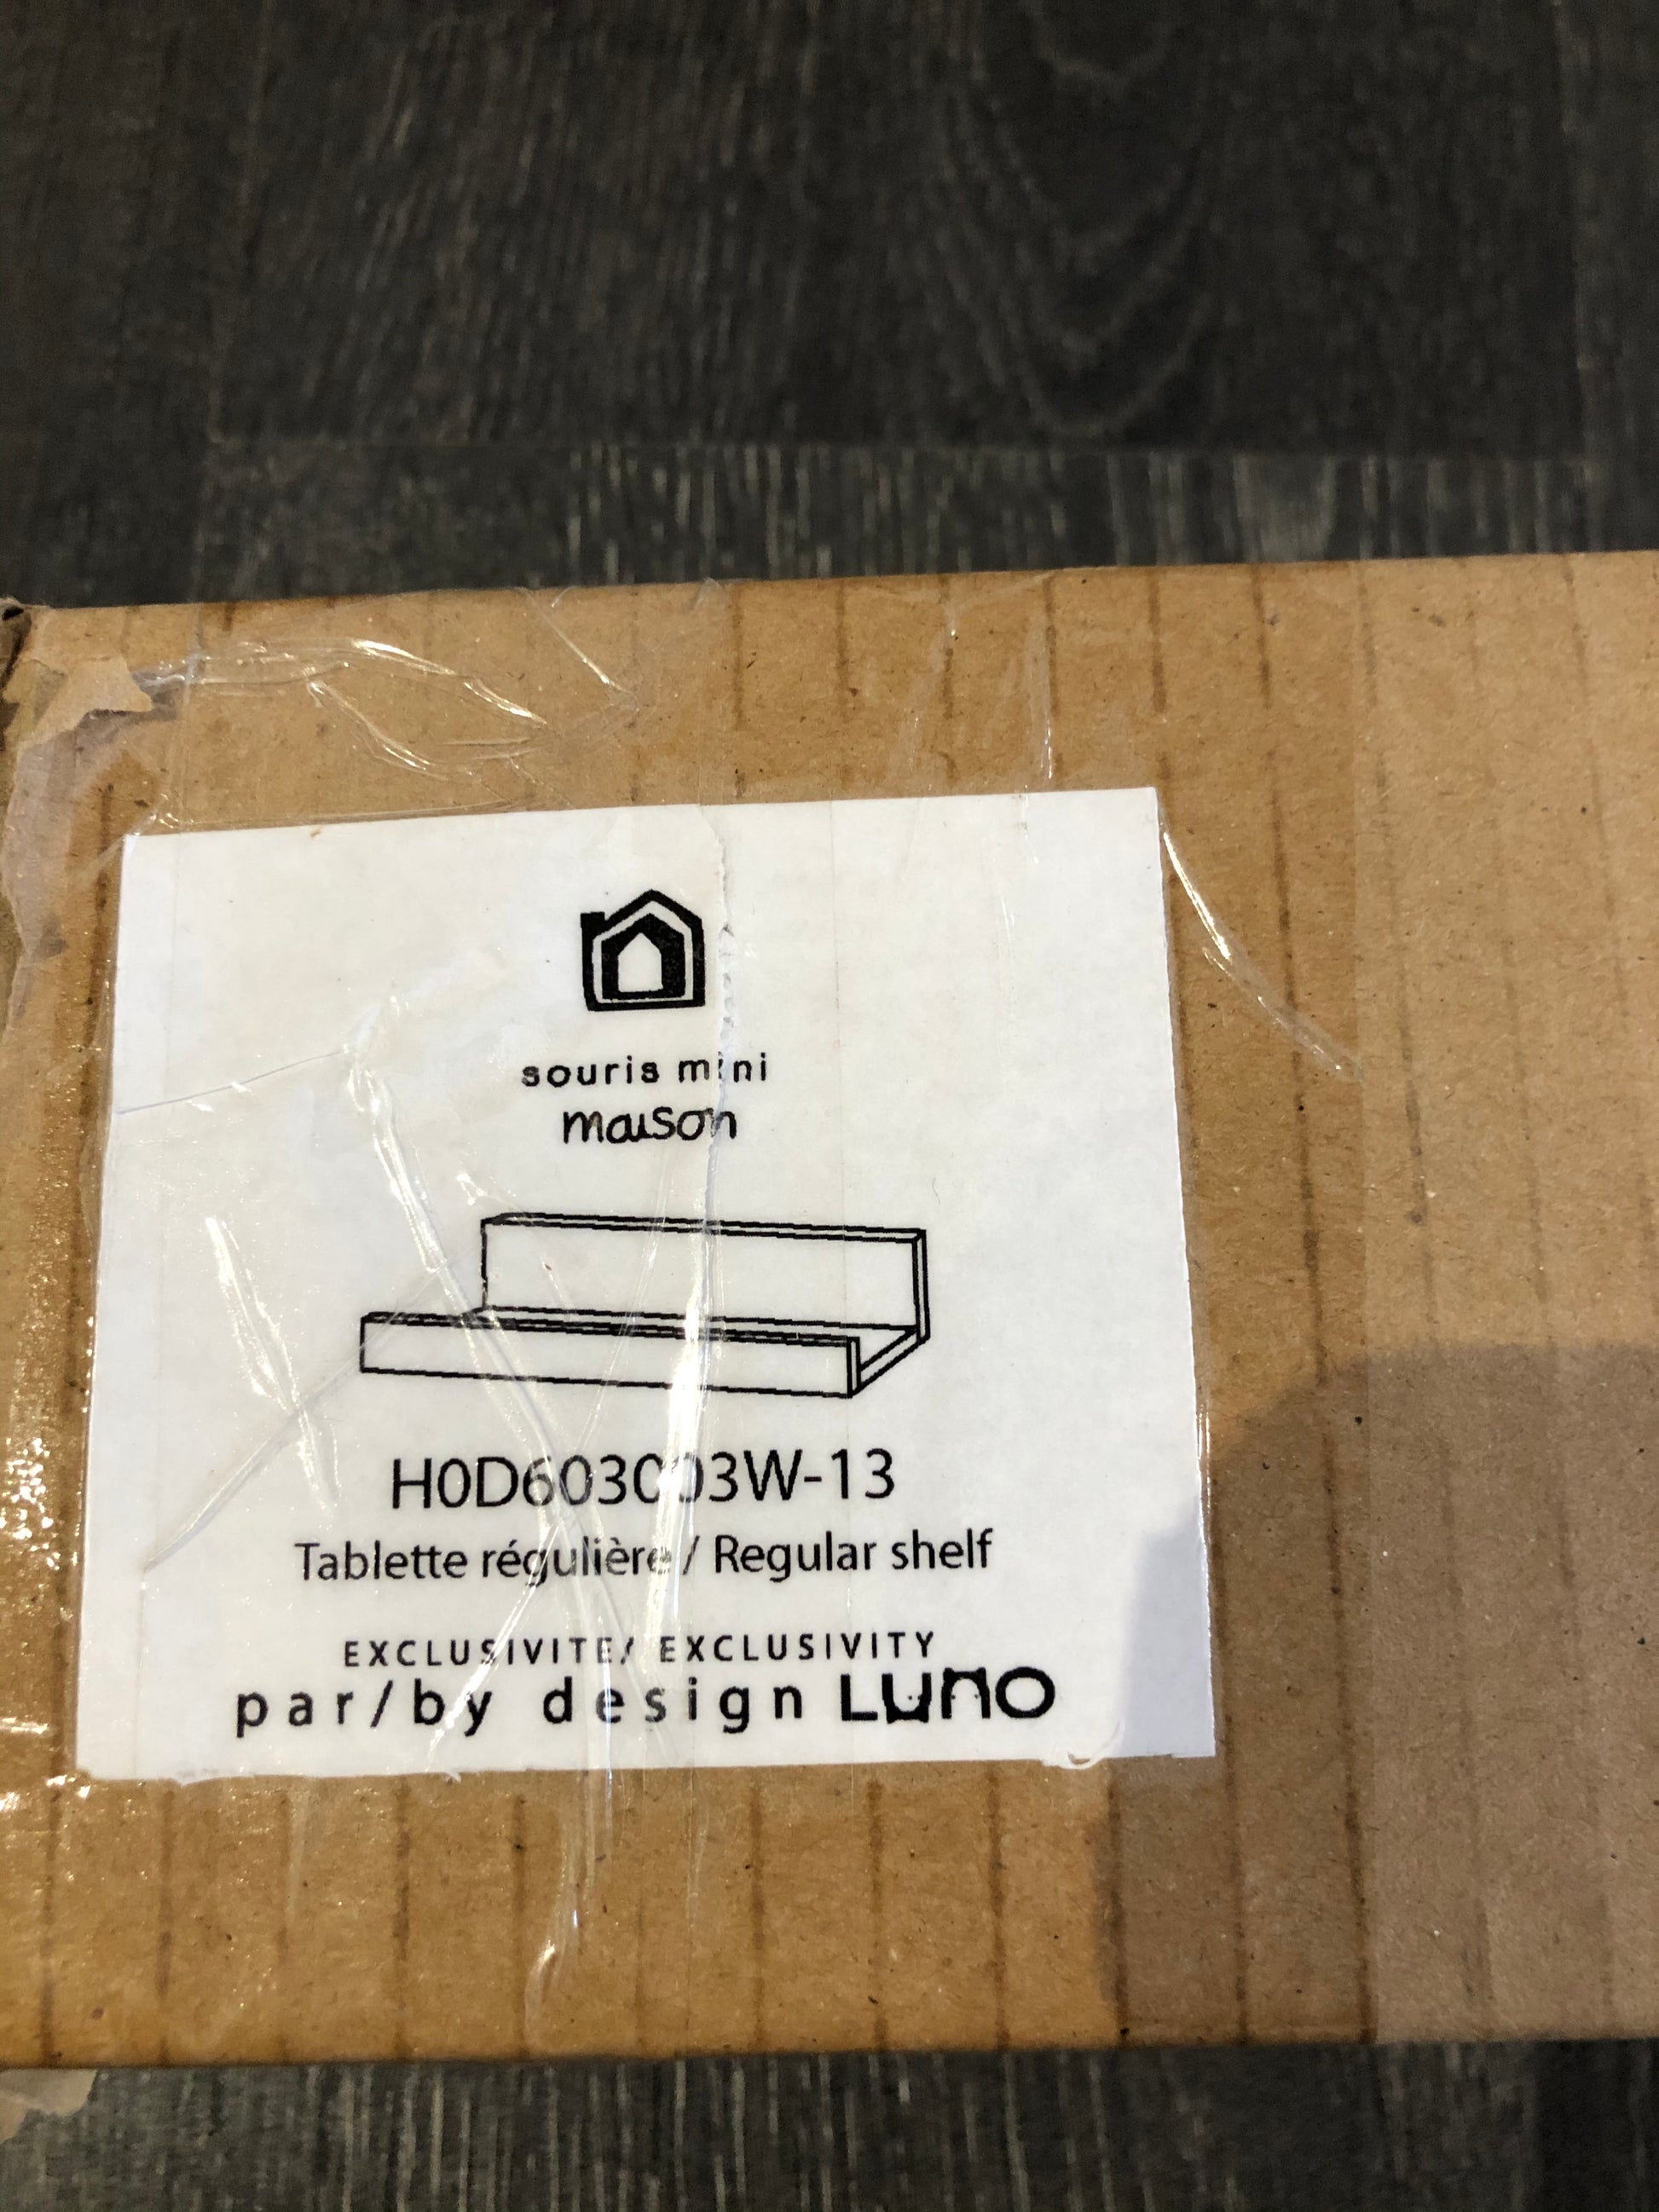 souris mini
maison
H0D603003W-13
Tablette régulière / Regular shelf
EXCLUSIVITE/ EXCLUSIVITY
par/by design LUNO